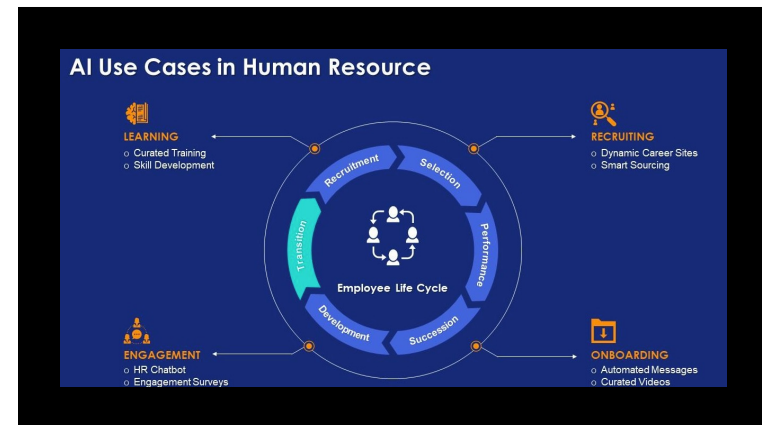 AI Use Cases in Human Resource
LEARNING
o Curated Training
o Skill Development
RECRUITING
o Dynamic Career Sites
o Smart Sourcing
Recruitment
Selection
Performance
Succession
Development
Transition
Employee Life Cycle
ENGAGEMENT
o HR Chatbot
o Engagement Surveys
ONBOARDING
o Automated Messages
o Curated Videos